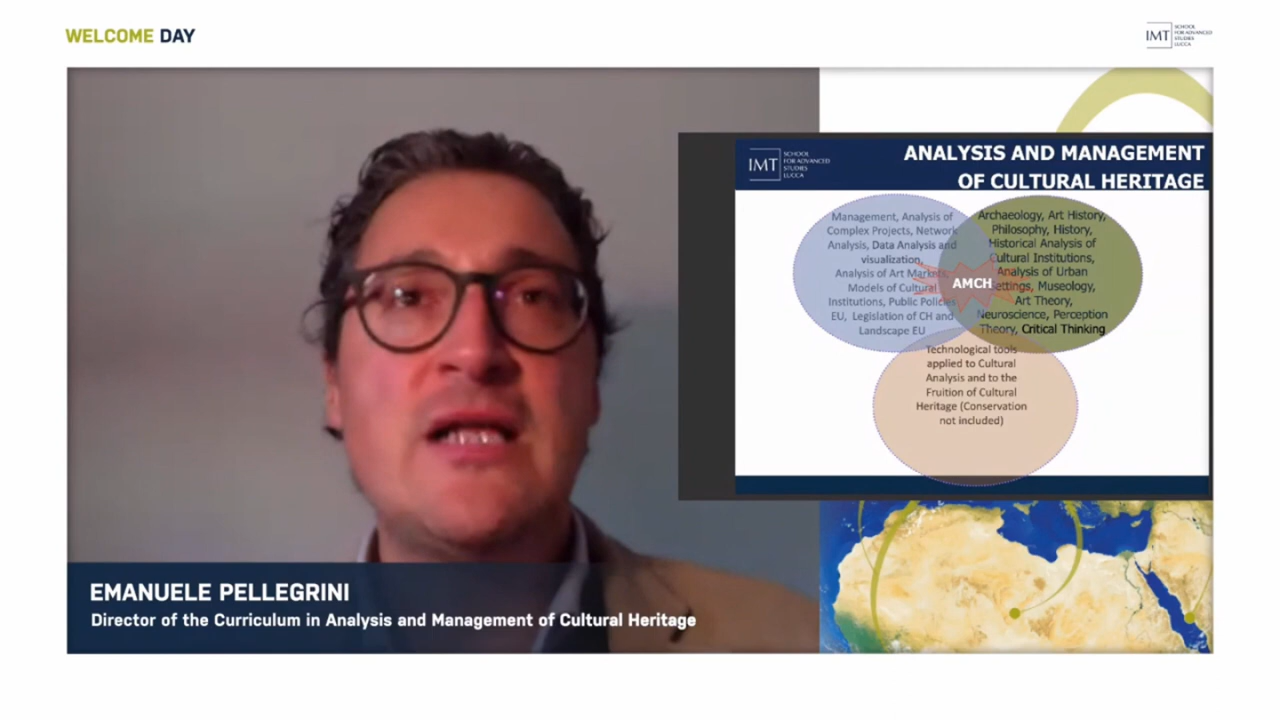 WELCOME DAY
IMT
SCHOOL
FOR ADVANCED
STUDIES
LUCCA
IMT
SCHOOL
FOR ADVANCED
STUDIES
LUCCA
ANALYSIS AND MANAGEMENT
OF CULTURAL HERITAGE
Management, Analysis of
Complex Projects, Network
Analysis, Data Analysis and
visualization,
Analysis of Art Markets,
Models of Cultural
Institutions, Public Policies
EU, Legislation of CH and
Landscape EU
Archaeology, Art History,
Philosophy, History,
Historical Analysis of
Cultural Institutions,
Analysis of Urban
Settings, Museology,
Art Theory,
Neuroscience, Perception
Theory, Critical Thinking
AMCH
Technological tools
applied to Cultural
Analysis and to the
Fruition of Cultural
Heritage (Conservation
not included)
EMANUELE PELLEGRINI
Director of the Curriculum in Analysis and Management of Cultural Heritage